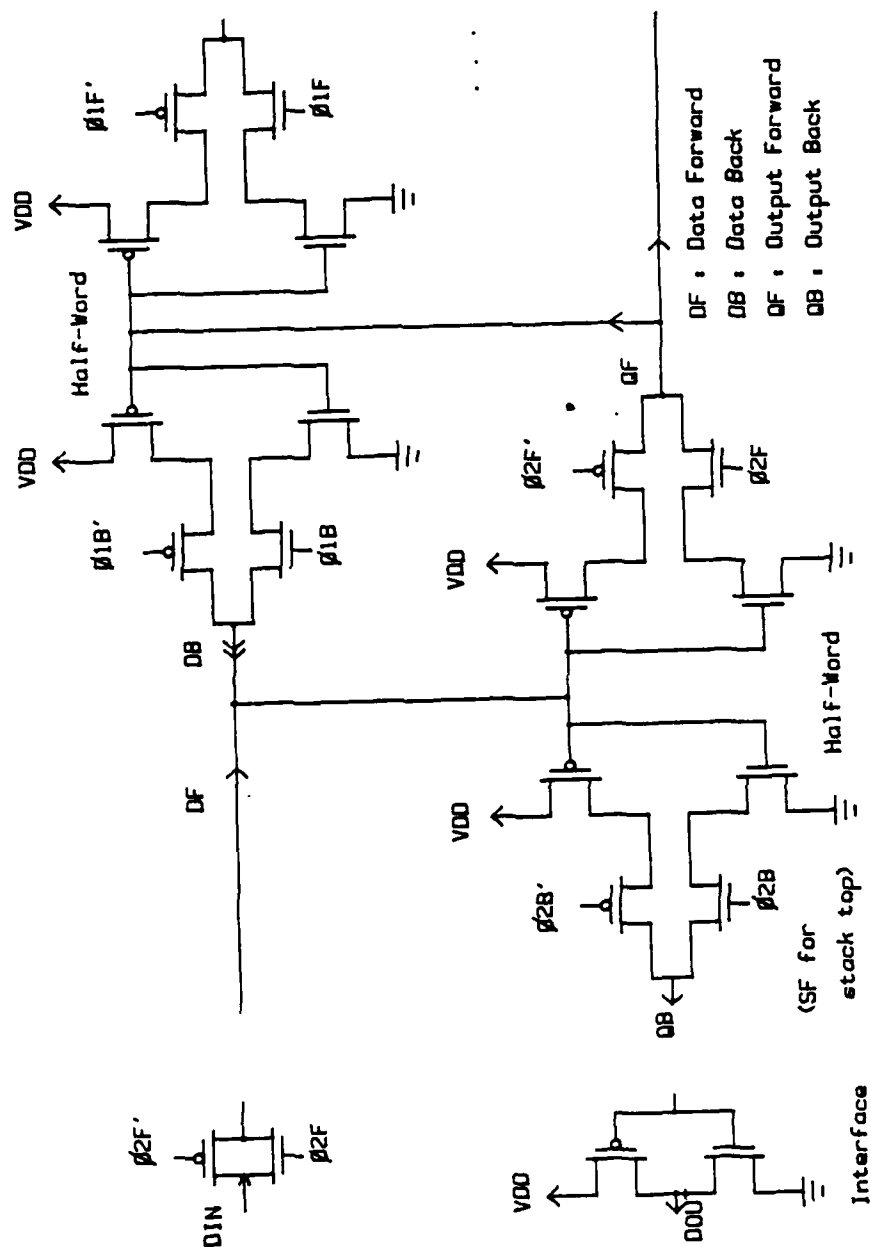 DIN
Ø2F'
Ø2F
DF
DB
Ø1B'
Ø1B
VDD
Half-Word
VDD
Ø1F'
Ø1F
VDD
DOU
Interface
QB
(SF for
stack top)
Ø2B'
Ø2B
VDD
Half-Word
VDD
Ø2F'
Ø2F
QF
DF : Data Forward
DB : Data Back
QF : Output Forward
QB : Output Back